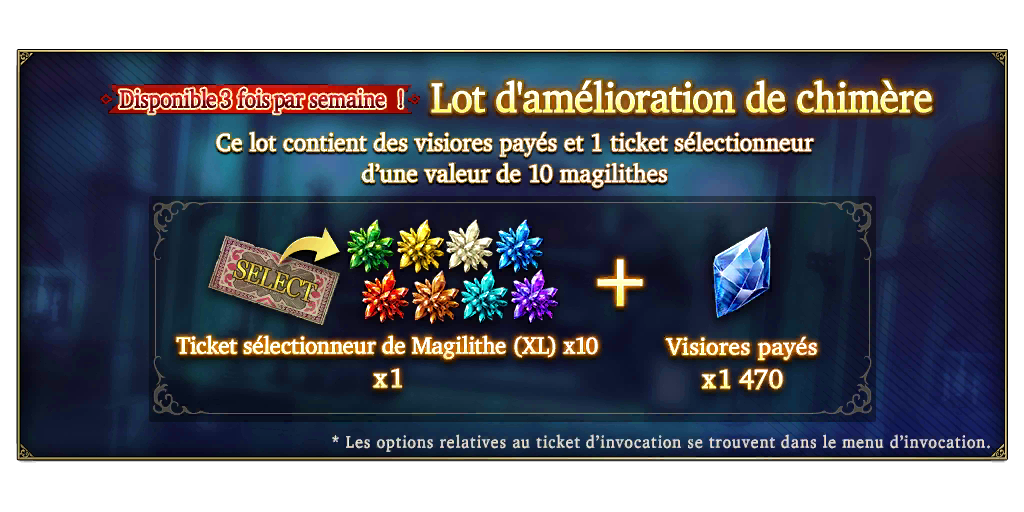 Disponible 3 fois par semaine !
Lot d'amélioration de chimère
Ce lot contient des visiores payés et 1 ticket sélectionneur
d’une valeur de 10 magilithes
SELECT
Ticket sélectionneur de Magilithe (XL) x10
x1
+
Visiores payés
x1 470
* Les options relatives au ticket d’invocation se trouvent dans le menu d’invocation.